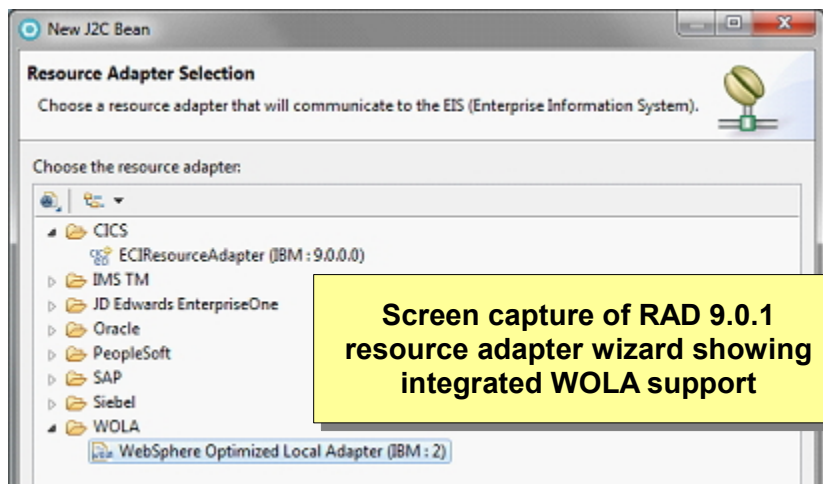 New J2C Bean
Resource Adapter Selection
Choose a resource adapter that will communicate to the EIS (Enterprise Information System).
Choose the resource adapter:
CICS
ECIResourceAdapter (IBM : 9.0.0.0)
IMS TM
JD Edwards EnterpriseOne
Oracle
PeopleSoft
SAP
Siebel
WOLA
WebSphere Optimized Local Adapter (IBM : 2)
Screen capture of RAD 9.0.1
resource adapter wizard showing
integrated WOLA support